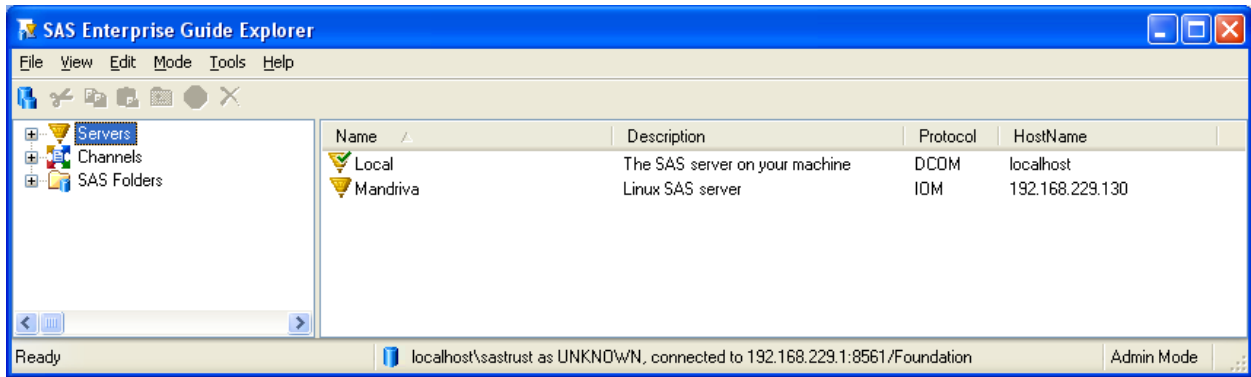 SAS Enterprise Guide Explorer
File View Edit Mode Tools Help
Servers
Channels
SAS Folders
Name Description Protocol HostName
Local The SAS server on your machine DCOM localhost
Mandriva Linux SAS server IOM 192.168.229.130
Ready localhost\sastrust as UNKNOWN, connected to 192.168.229.1:8561/Foundation Admin Mode